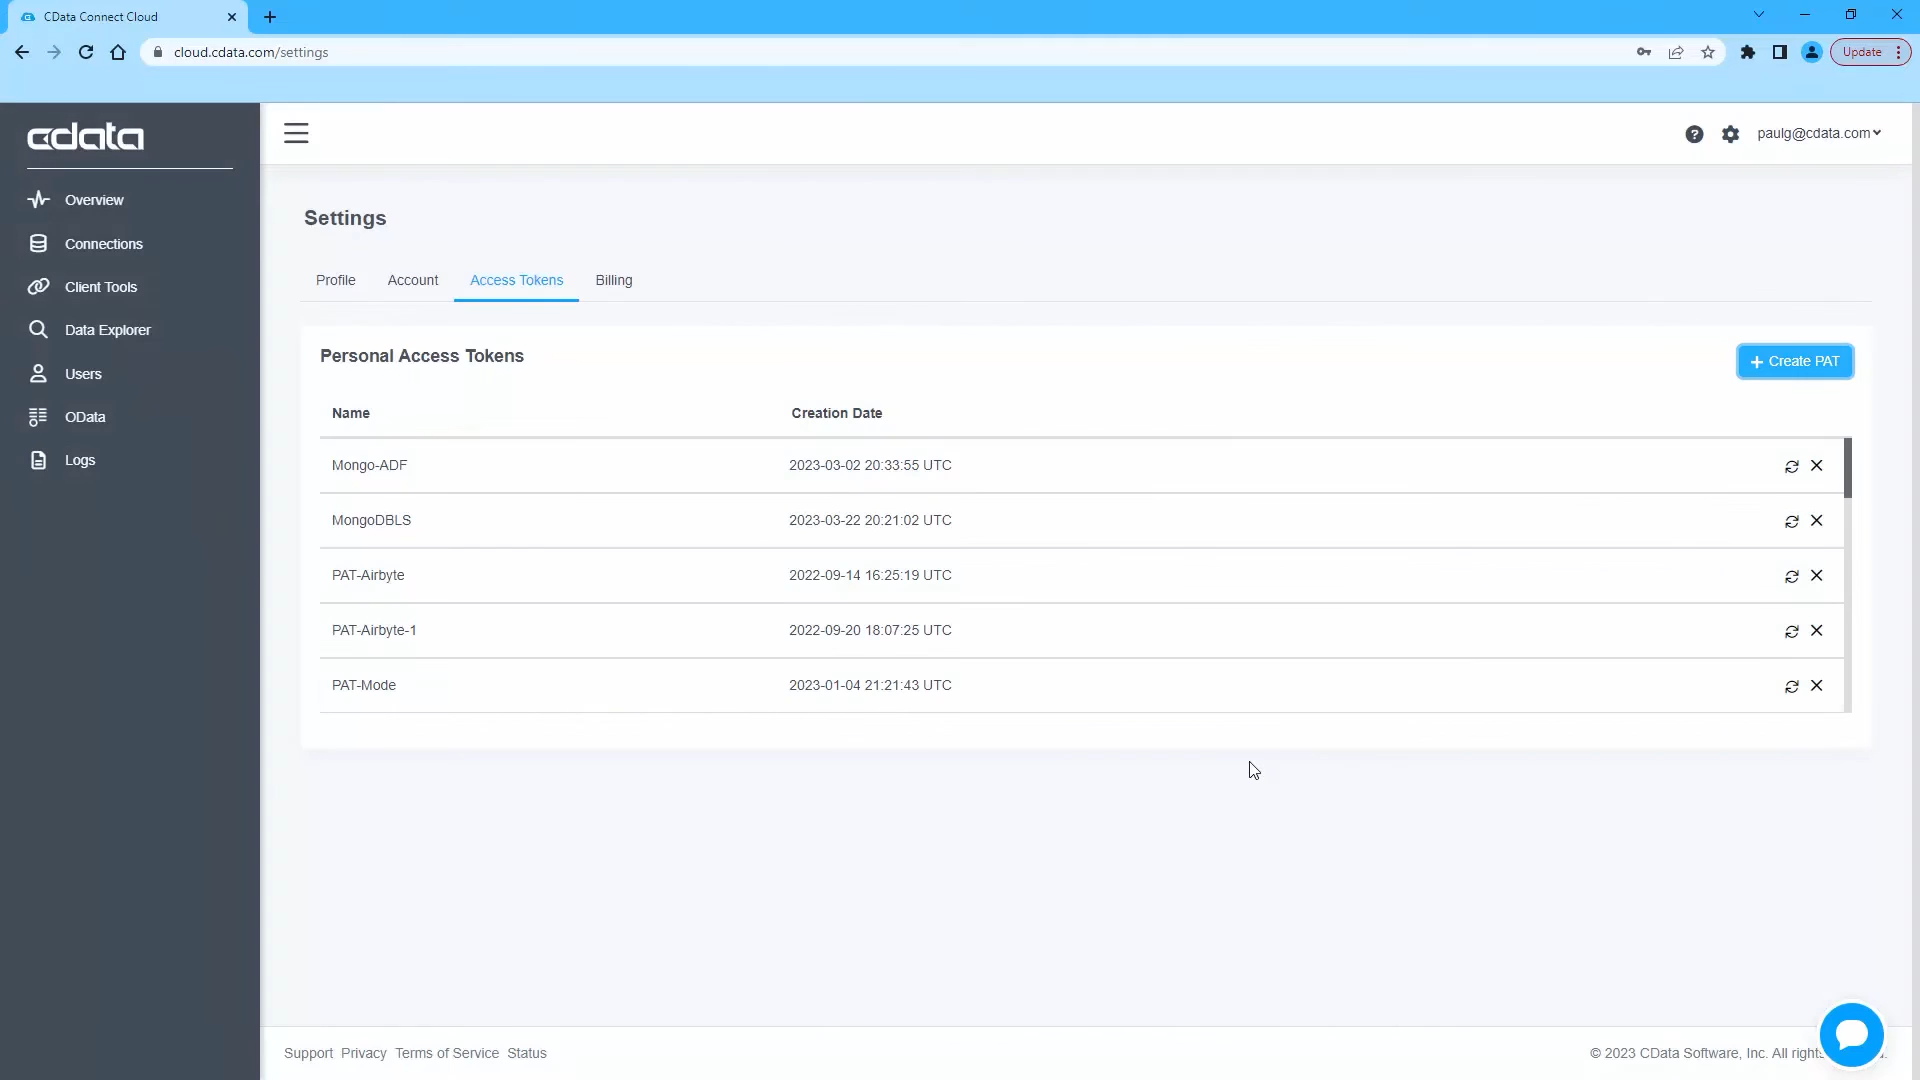 CData Connect Cloud
cloud.cdata.com/settings
Update
cdata
paulg@cdata.com
Overview
Connections
Client Tools
Data Explorer
Users
OData
Logs
Settings
Profile Account Access Tokens Billing
Personal Access Tokens
+ Create PAT
Name Creation Date
Mongo-ADF 2023-03-02 20:33:55 UTC
MongoDBLS 2023-03-22 20:21:02 UTC
PAT-Airbyte 2022-09-14 16:25:19 UTC
PAT-Airbyte-1 2022-09-20 18:07:25 UTC
PAT-Mode 2023-01-04 21:21:43 UTC
Support Privacy Terms of Service Status
© 2023 CData Software, Inc. All rights